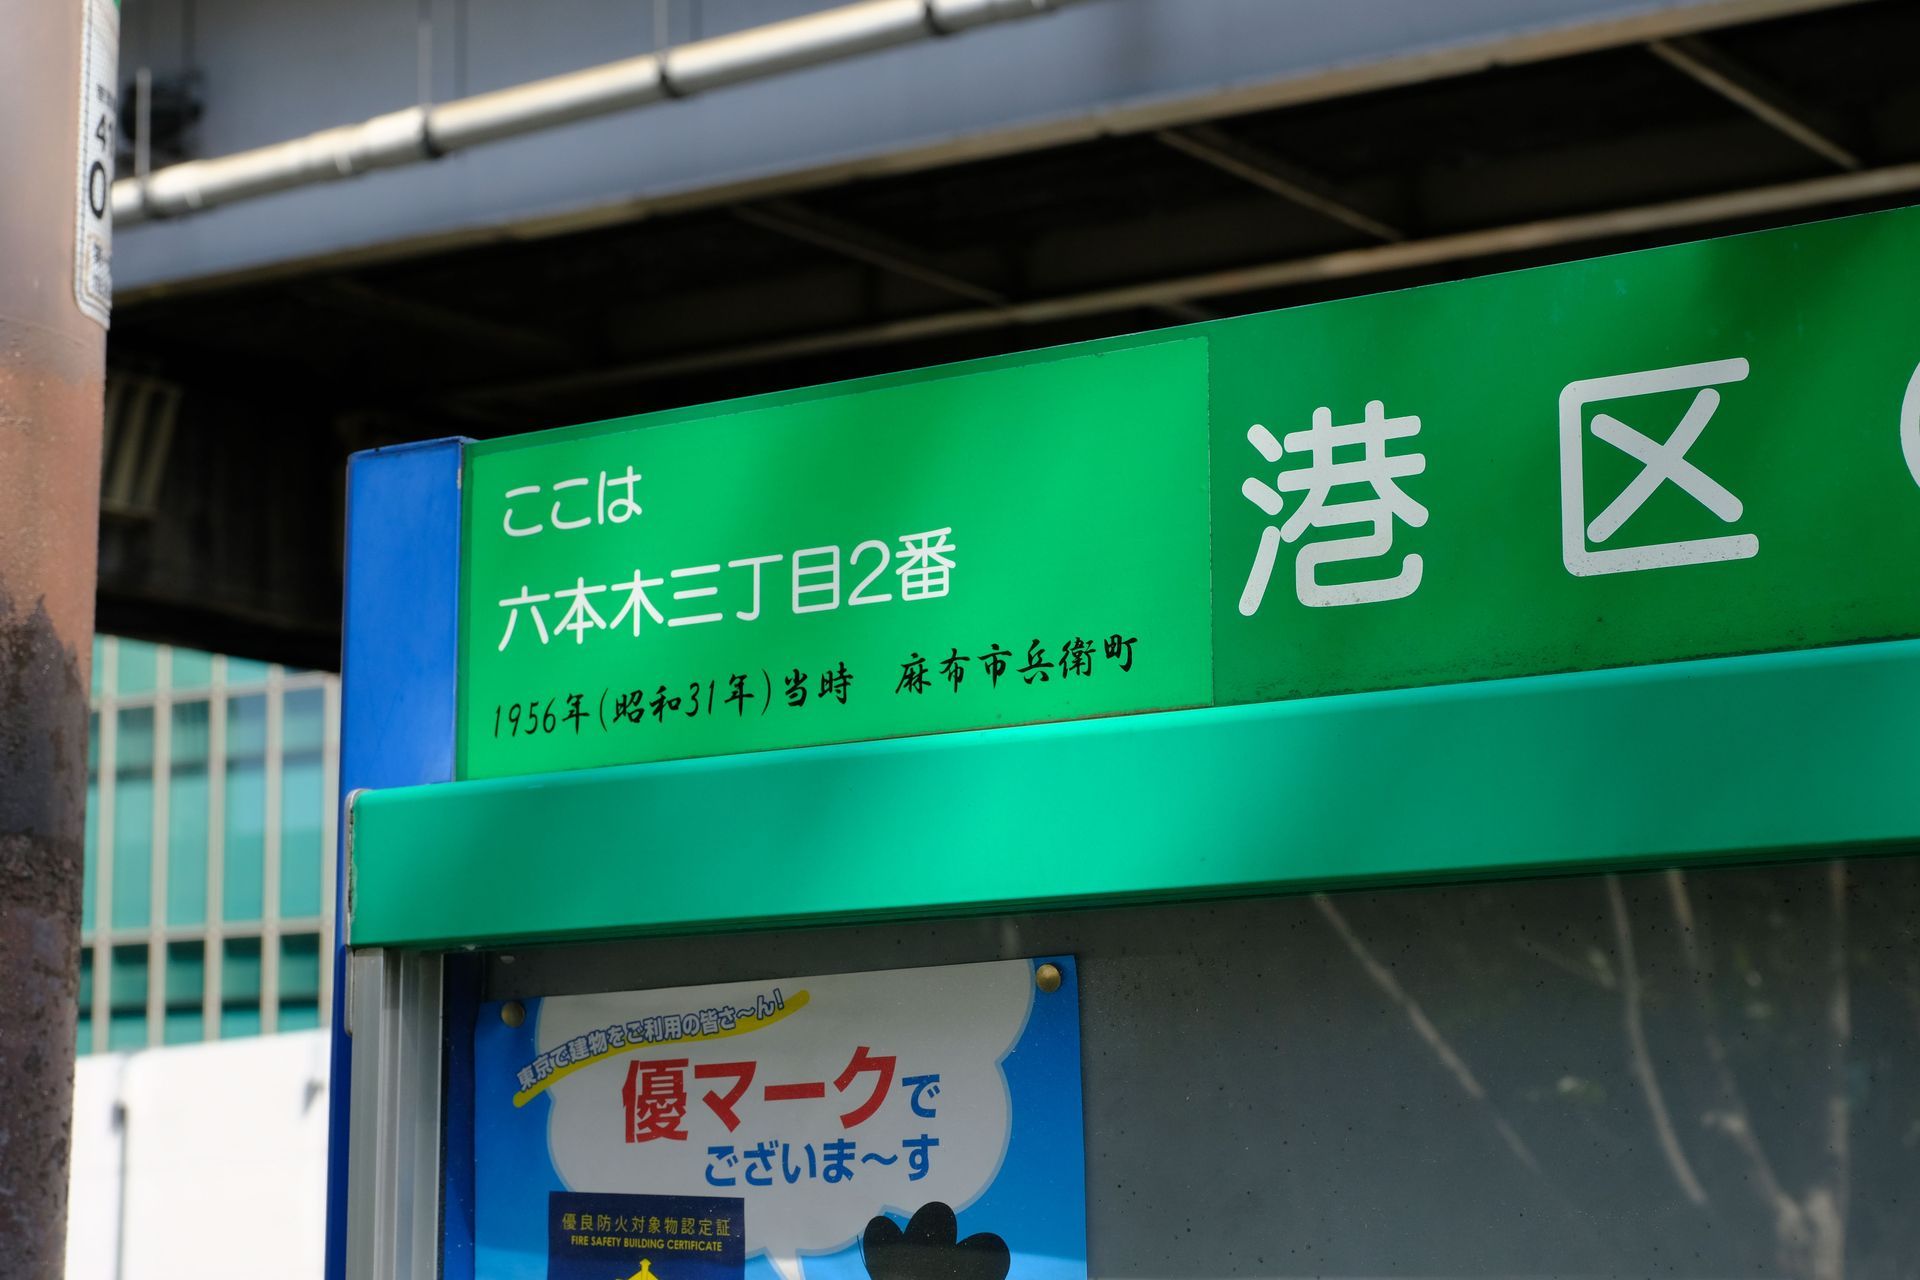 ここは
六本木三丁目2番
1956年(昭和31年)当時　麻布市兵衛町
港区
東京で建物をご利用の皆さ〜ん!
優マークで
ございま〜す
優良防火対象物認定証
FIRE SAFETY BUILDING CERTIFICATE